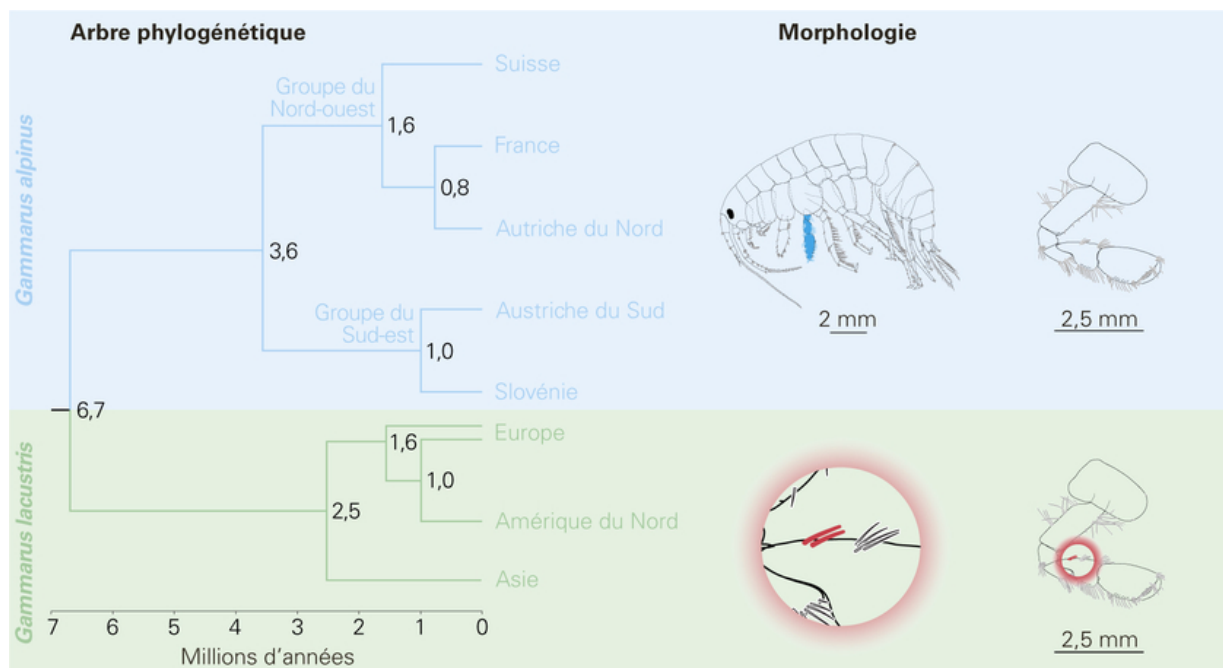 Arbre phylogénétique
Morphologie
Gammarus alpinus
Suisse
Groupe du
Nord-ouest
1,6
France
0,8
Autriche du Nord
3,6
Groupe du
Sud-est
Austriche du Sud
1,0
Slovénie
2 mm
2,5 mm
6,7
Gammarus lacustris
Europe
1,6
1,0
2,5
Amérique du Nord
Asie
7 6 5 4 3 2 1 0
Millions d'années
2,5 mm